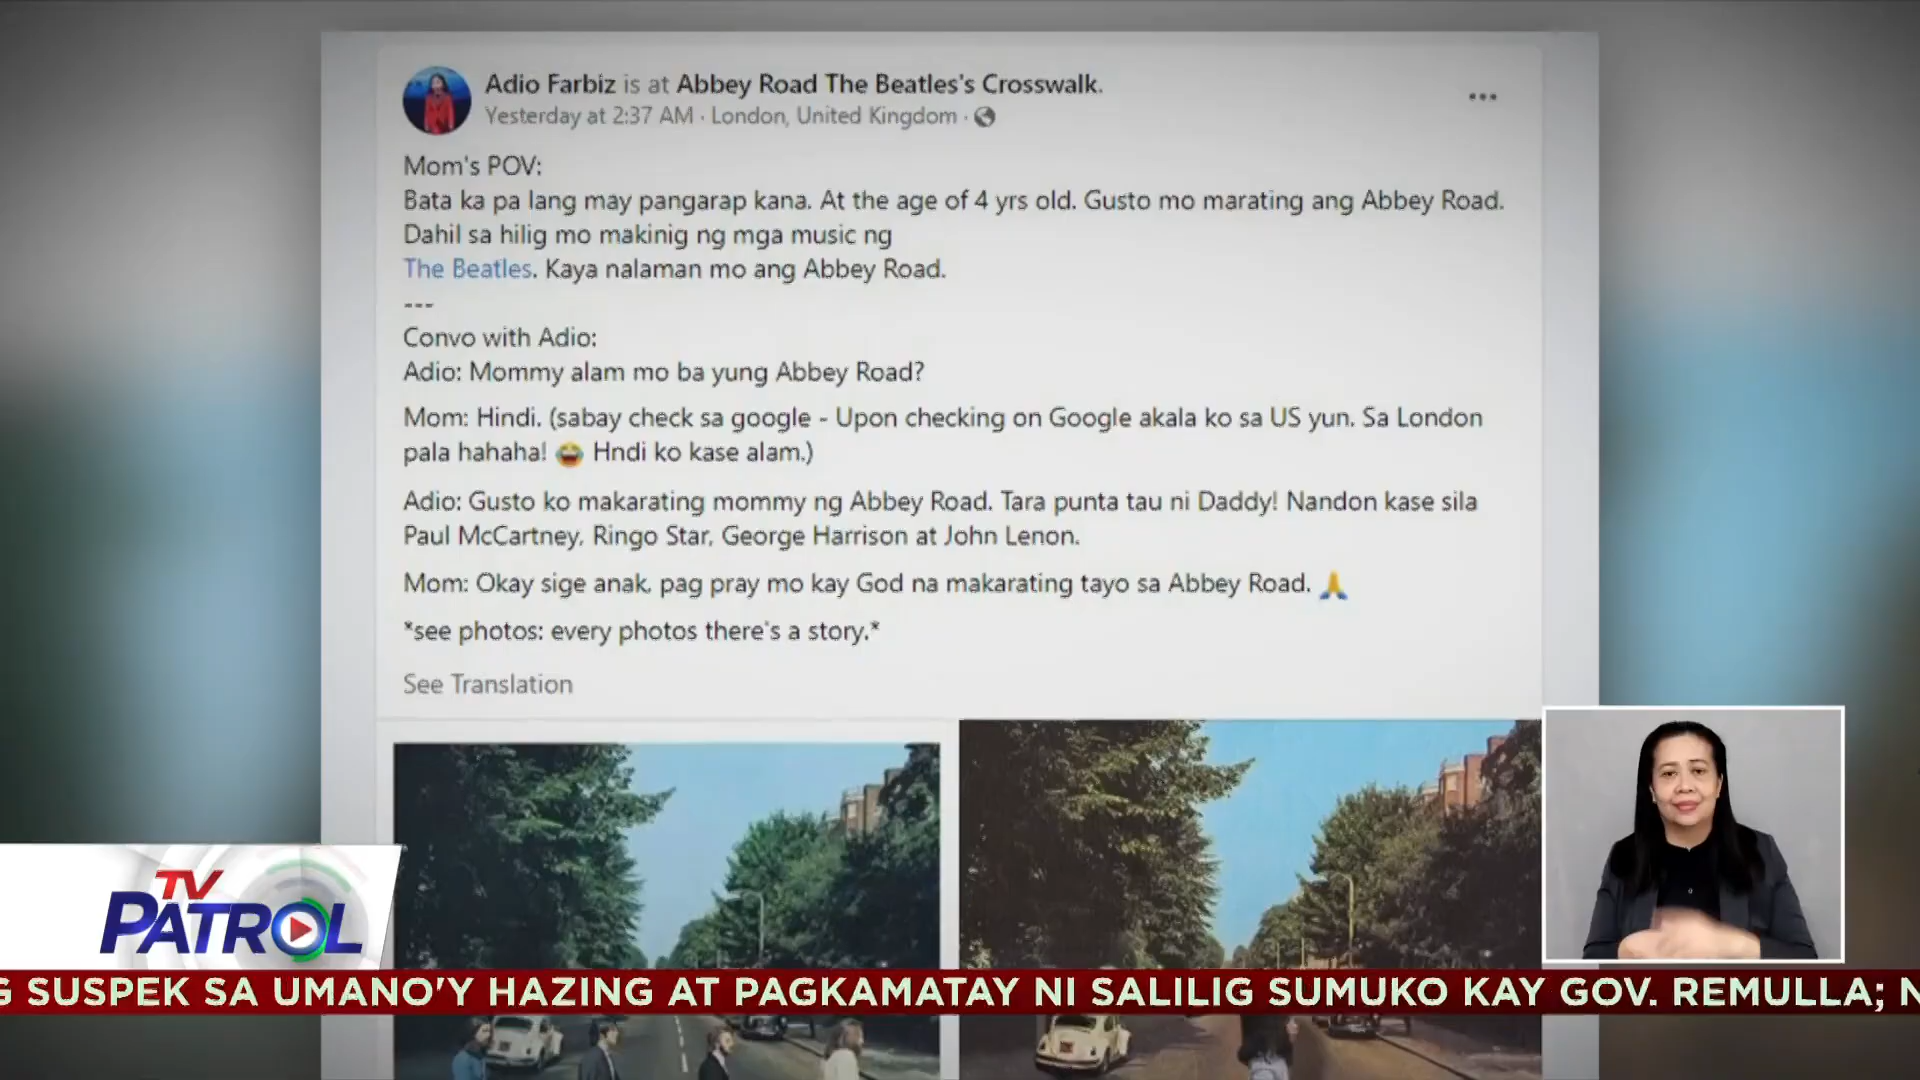 Adio Farbiz is at Abbey Road The Beatles's Crosswalk.
Yesterday at 2:37 AM · London, United Kingdom ·
Mom's POV:
Bata ka pa lang may pangarap kana. At the age of 4 yrs old. Gusto mo marating ang Abbey Road.
Dahil sa hilig mo makinig ng mga music ng
The Beatles. Kaya nalaman mo ang Abbey Road.
---
Convo with Adio:
Adio: Mommy alam mo ba yung Abbey Road?
Mom: Hindi. (sabay check sa google - Upon checking on Google akala ko sa US yun. Sa London
pala hahaha! 😂 Hndi ko kase alam.)
Adio: Gusto ko makarating mommy ng Abbey Road. Tara punta tau ni Daddy! Nandon kase sila
Paul McCartney, Ringo Star, George Harrison at John Lenon.
Mom: Okay sige anak, pag pray mo kay God na makarating tayo sa Abbey Road. 🙏
*see photos: every photos there's a story.*
See Translation
TV
PATROL
G SUSPEK SA UMANO'Y HAZING AT PAGKAMATAY NI SALILIG SUMUKO KAY GOV. REMULLA; N